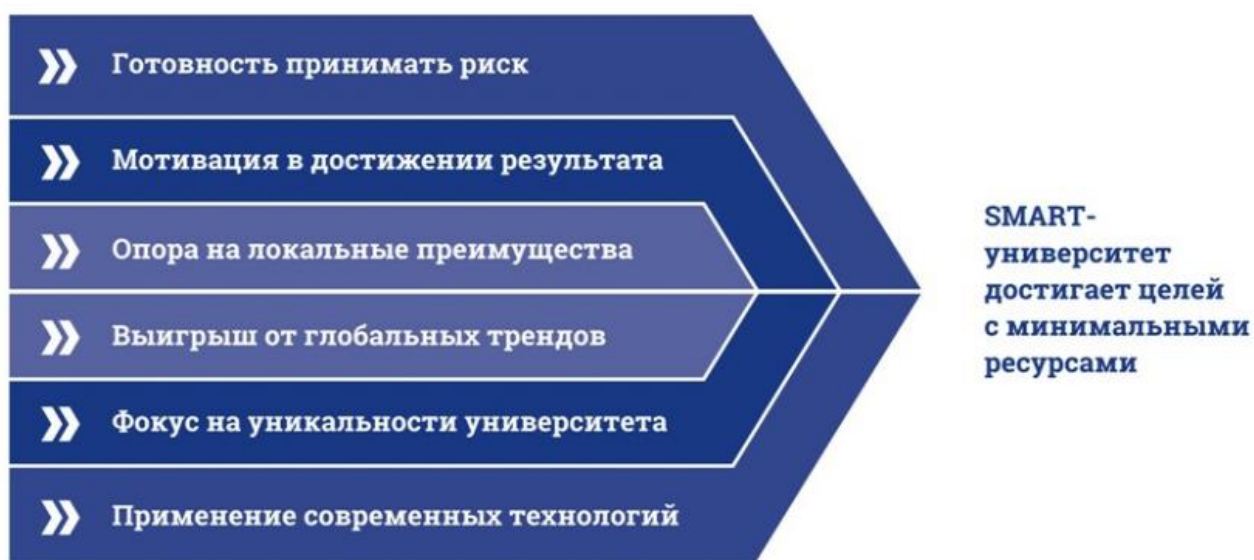 Готовность принимать риск
Мотивация в достижении результата
Опора на локальные преимущества
Выигрыш от глобальных трендов
Фокус на уникальности университета
Применение современных технологий
SMART-
университет
достигает целей
с минимальными
ресурсами